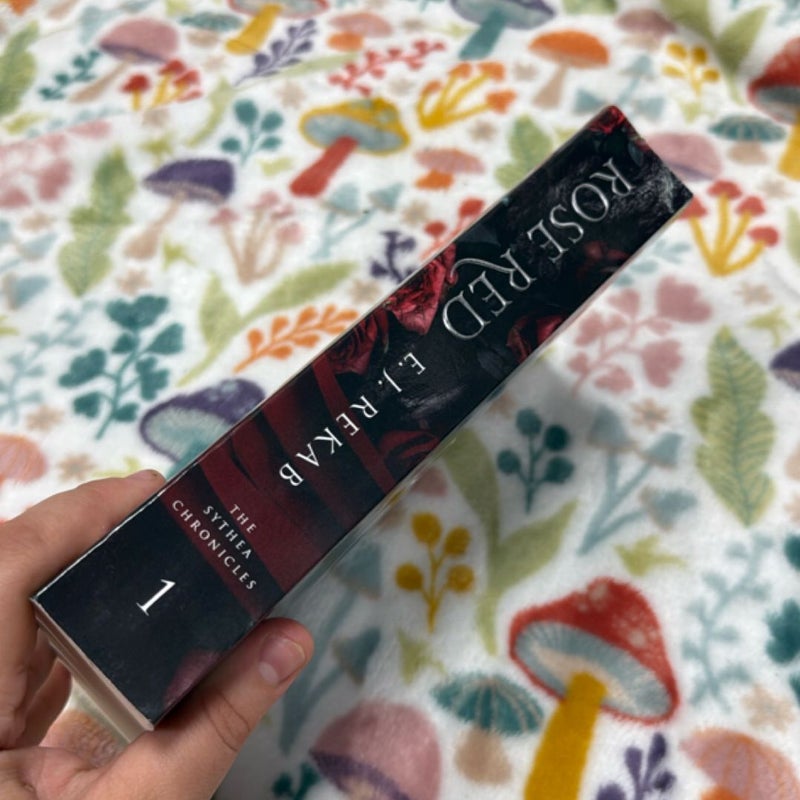 ROSE RED
E. J. REKAB
THE
SYTHEA
CHRONICLES
1